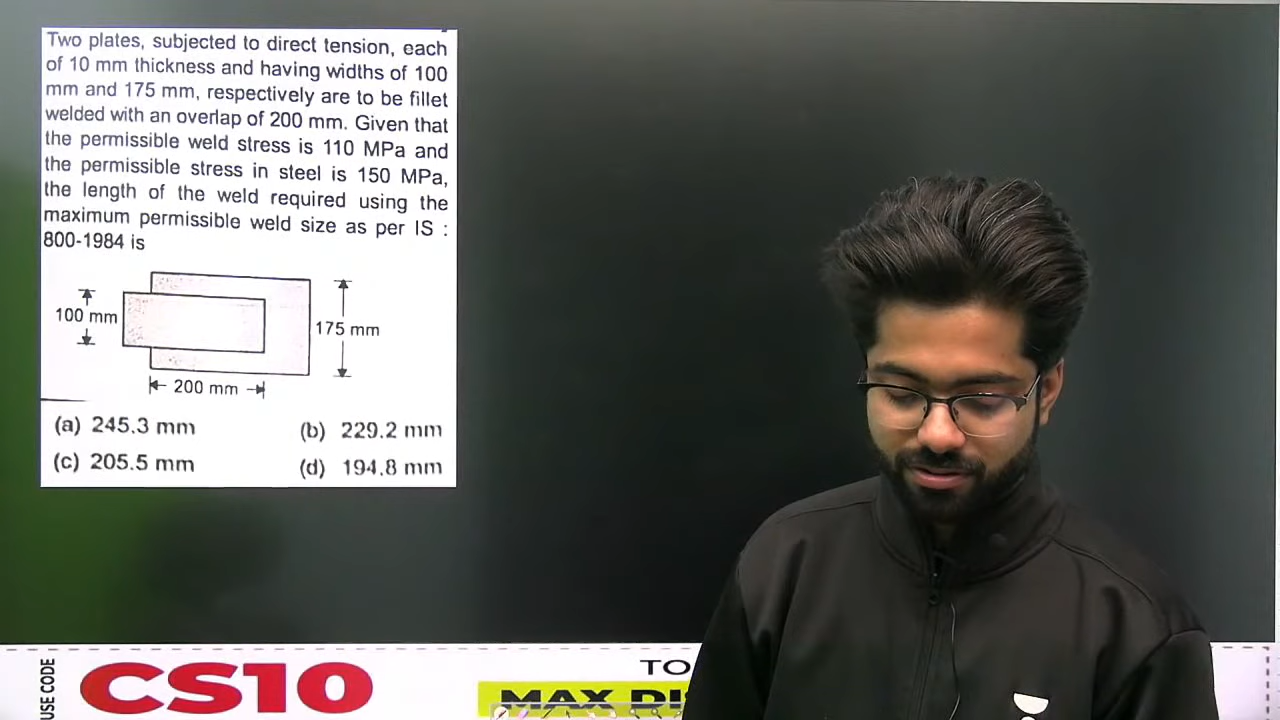 Two plates, subjected to direct tension, each
of 10 mm thickness and having widths of 100
mm and 175 mm, respectively are to be fillet
welded with an overlap of 200 mm. Given that
the permissible weld stress is 110 MPa and
the permissible stress in steel is 150 MPa,
the length of the weld required using the
maximum permissible weld size as per IS :
800-1984 is
100 mm
175 mm
200 mm
(a) 245.3 mm
(b) 229.2 mm
(c) 205.5 mm
(d) 194.8 mm
USE CODE
CS10
TO
MAX DI